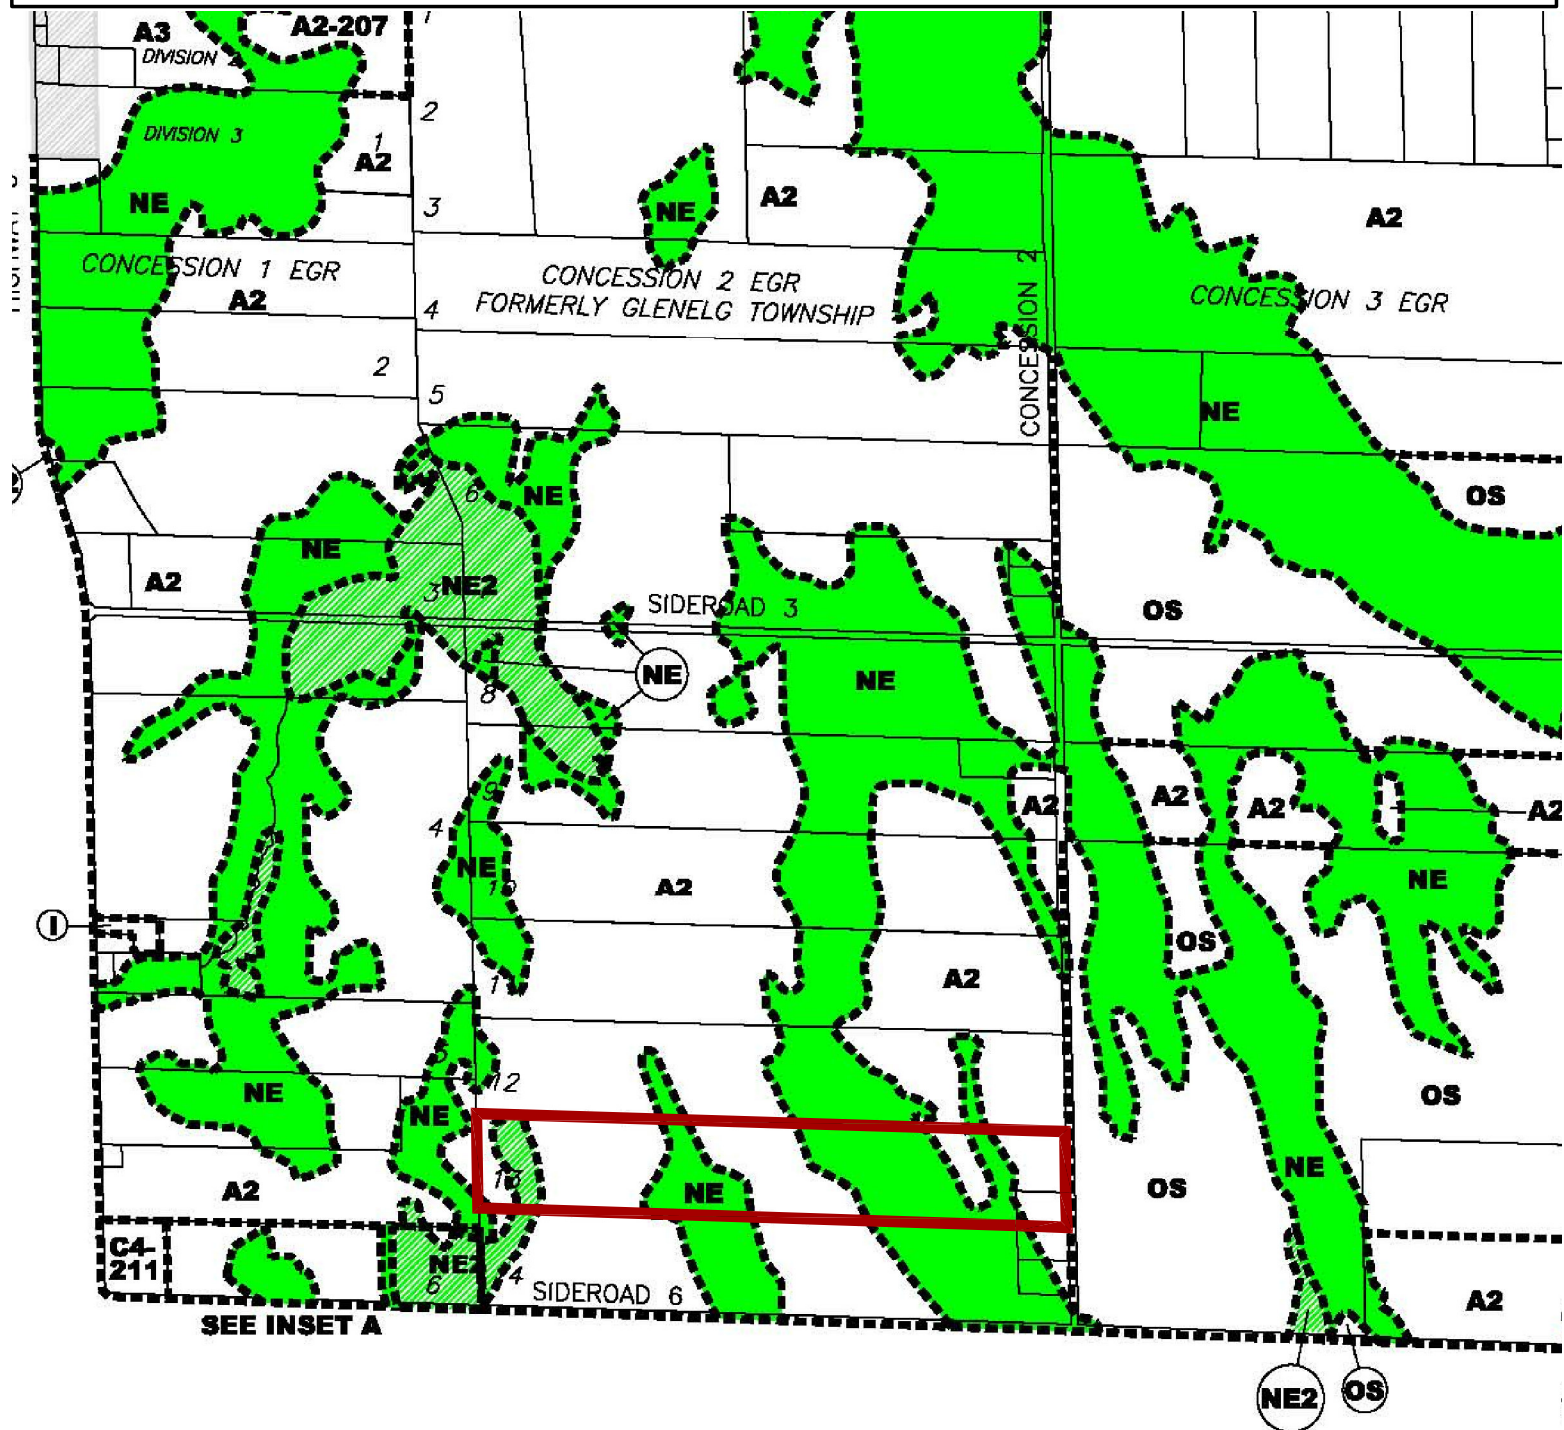 A3
A2-207
1
DIVISION 2
2
DIVISION 3
1
A2
NE
3
NE
A2
A2
CONCESSION 1 EGR
A2
CONCESSION 2 EGR
FORMERLY GLENELG TOWNSHIP
4
CONCESSION 2
CONCESSION 3 EGR
2
5
NE
6
NE
OS
NE
A2
3
NE2
SIDEROAD 3
OS
NE
NE
8
9
A2
A2
A2
A2
4
NE
10
A2
NE
I
OS
11
A2
5
12
NE
NE
OS
13
NE
A2
OS
NE
C4-
211
NE2
6
4
SIDEROAD 6
A2
SEE INSET A
NE2
OS